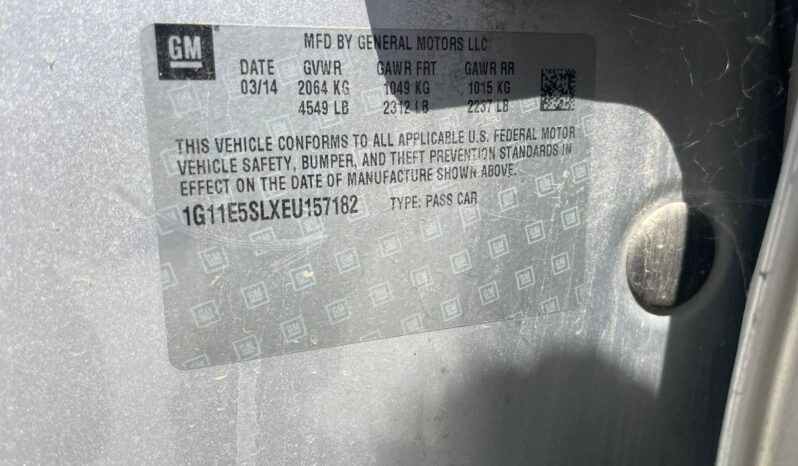 GM
MFD BY GENERAL MOTORS LLC
DATE GVWR GAWR FRT GAWR RR
03/14 2064 KG 1049 KG 1015 KG
4549 LB 2312 LB 2237 LB
THIS VEHICLE CONFORMS TO ALL APPLICABLE U.S. FEDERAL MOTOR
VEHICLE SAFETY, BUMPER, AND THEFT PREVENTION STANDARDS IN
EFFECT ON THE DATE OF MANUFACTURE SHOWN ABOVE.
1G11E5SLXEU157182 TYPE: PASS CAR